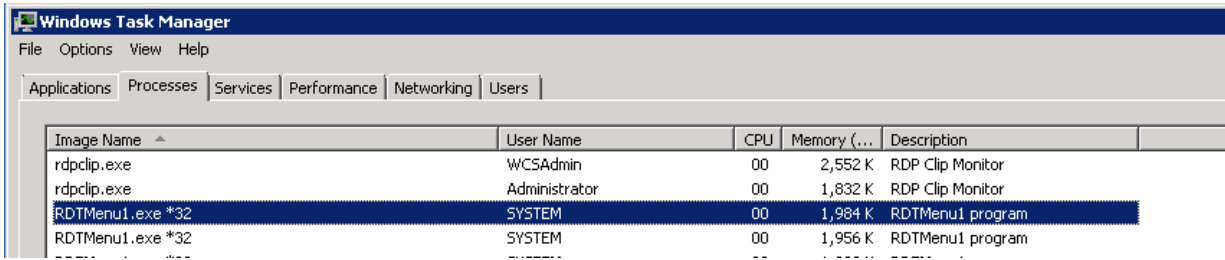 Windows Task Manager
File Options View Help
Applications Processes Services Performance Networking Users
Image Name User Name CPU Memory (... Description
rdpclip.exe WCSAdmin 00 2,552 K RDP Clip Monitor
rdpclip.exe Administrator 00 1,832 K RDP Clip Monitor
RDTMenu1.exe *32 SYSTEM 00 1,984 K RDTMenu1 program
RDTMenu1.exe *32 SYSTEM 00 1,956 K RDTMenu1 program